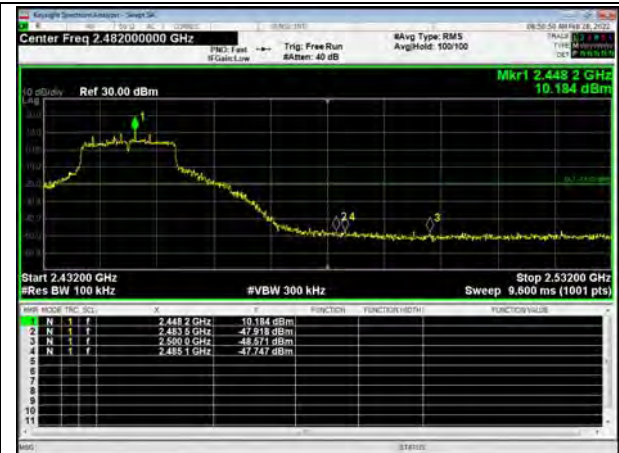 Keysight Spectrum Analyzer - Swept SA
Center Freq 2.482000000 GHz
PNO: Fast
IFGain:Low
Trig: Free Run
#Atten: 40 dB
#Avg Type: RMS
Avg|Hold: 100/100
TRACE
TYPE
DET
Mkr1 2.448 2 GHz
10.184 dBm
10 dB/div
Log
Ref 30.00 dBm
1
2
4
3
Start 2.43200 GHz
Stop 2.53200 GHz
#Res BW 100 kHz
#VBW 300 kHz
Sweep 9.600 ms (1001 pts)
MKR MODE TRC SCL X Y FUNCTION FUNCTION WIDTH FUNCTION VALUE
1 N 1 f 2.448 2 GHz 10.184 dBm
2 N 1 f 2.483 5 GHz -47.918 dBm
3 N 1 f 2.500 0 GHz -48.571 dBm
4 N 1 f 2.485 1 GHz -47.747 dBm
5
6
7
8
9
10
11
MSG
STATUS